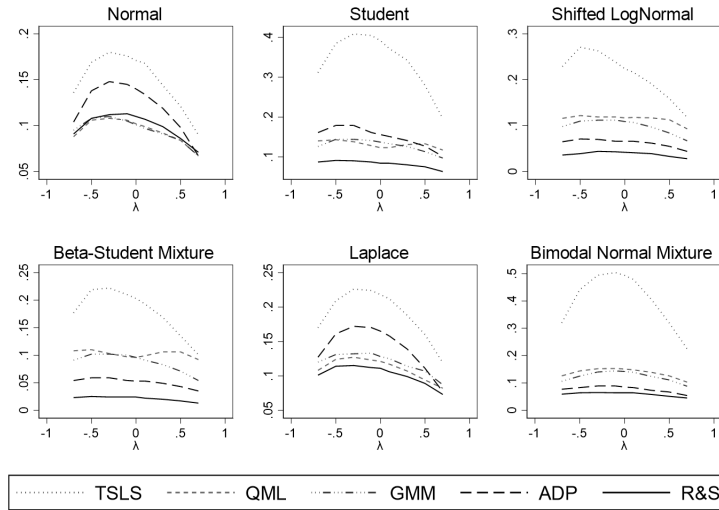 Normal
Student
Shifted LogNormal
.2
.15
.1
.05
-1 -.5 0 .5 1
λ
.4
.3
.2
.1
-1 -.5 0 .5 1
λ
.3
.2
.1
0
-1 -.5 0 .5 1
λ
Beta-Student Mixture
Laplace
Bimodal Normal Mixture
.25
.2
.15
.1
.05
0
-1 -.5 0 .5 1
λ
.25
.2
.15
.1
.05
-1 -.5 0 .5 1
λ
.5
.4
.3
.2
.1
0
-1 -.5 0 .5 1
λ
TSLS QML GMM ADP R&S